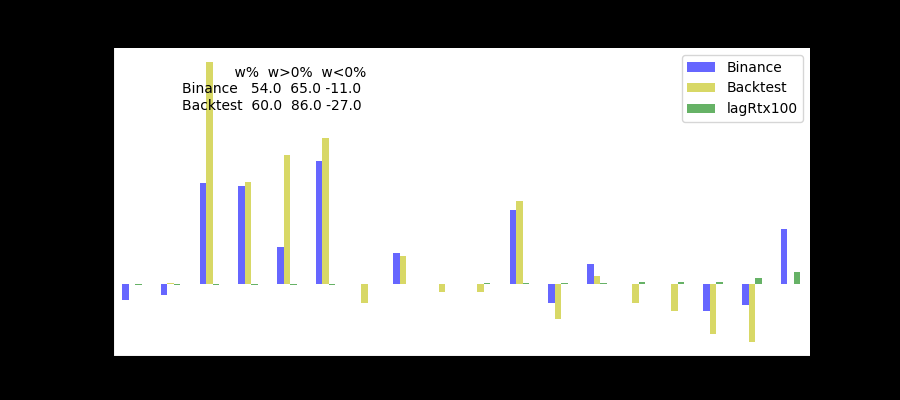 w%  w>0%  w<0%
Binance   54.0  65.0 -11.0
Backtest  60.0  86.0 -27.0
Binance
Backtest
lagRtx100